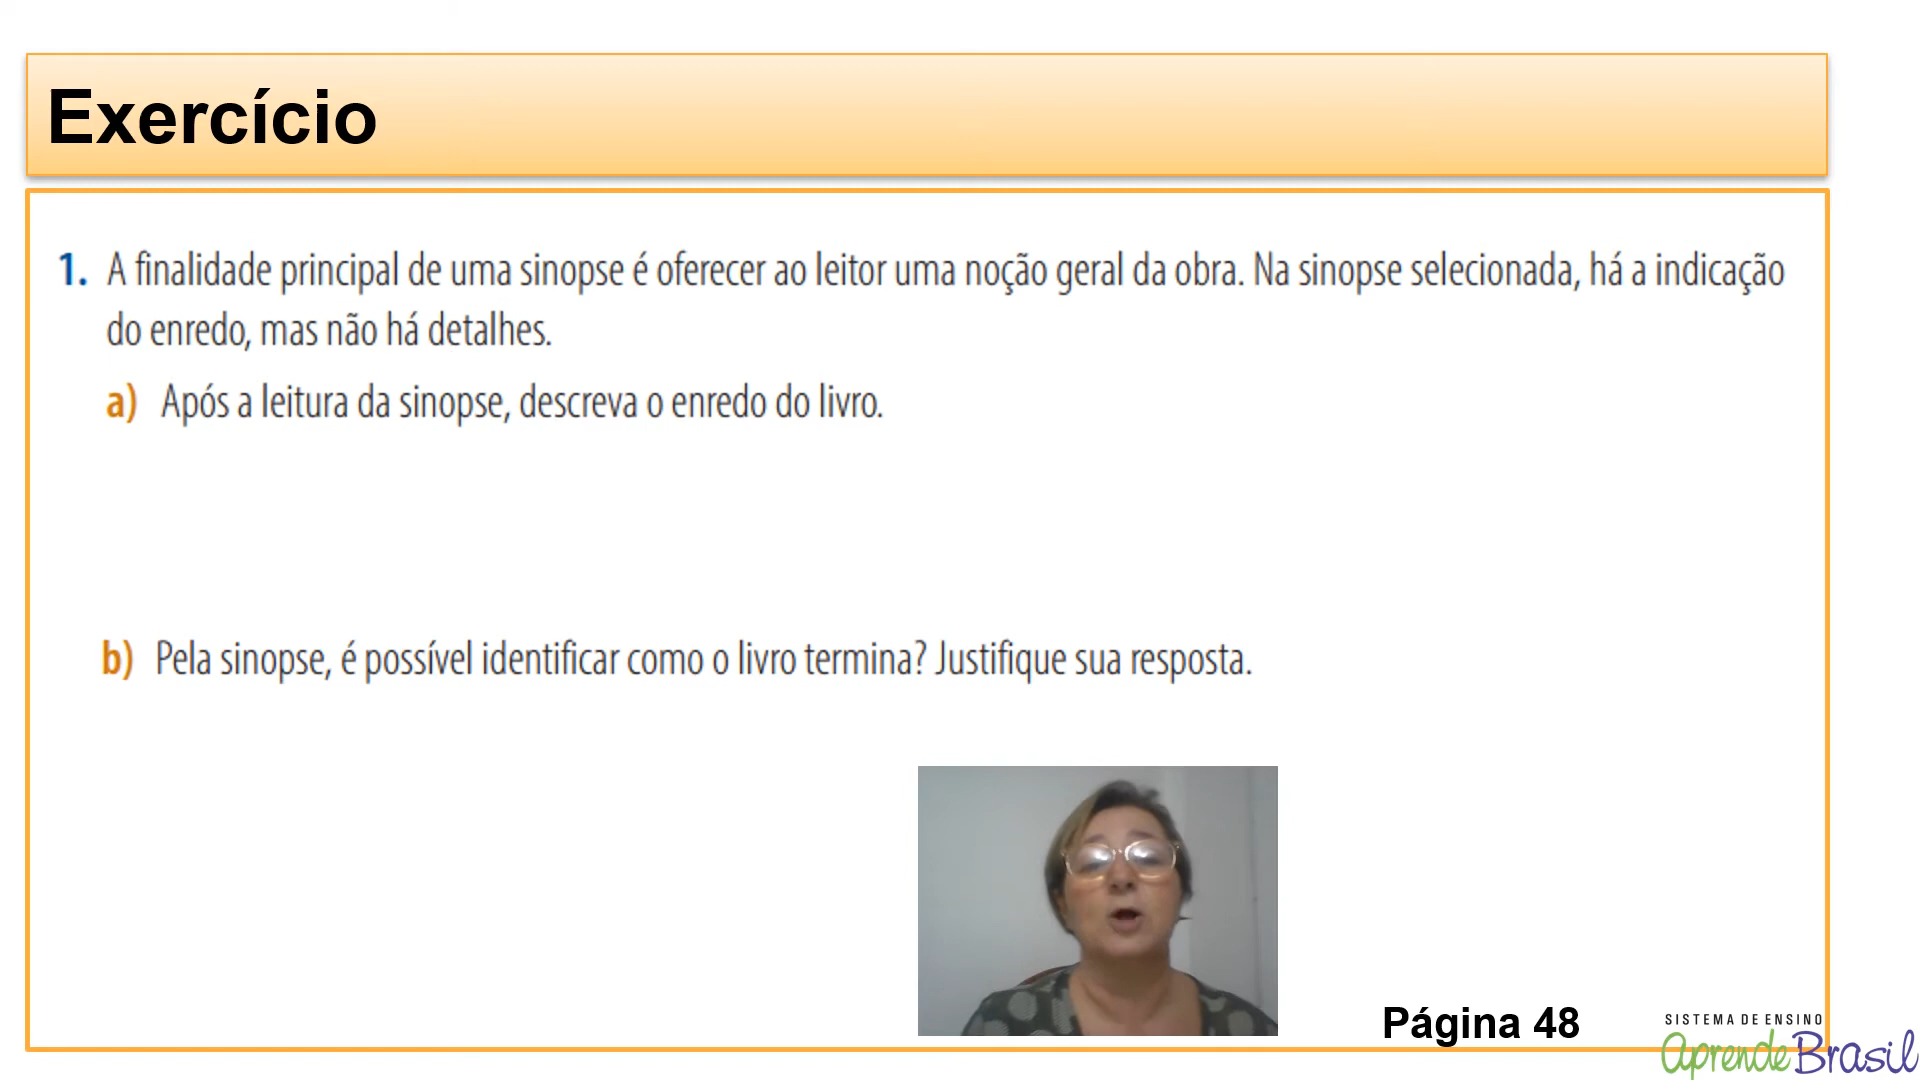 Exercício
1. A finalidade principal de uma sinopse é oferecer ao leitor uma noção geral da obra. Na sinopse selecionada, há a indicação
do enredo, mas não há detalhes.
a) Após a leitura da sinopse, descreva o enredo do livro.
b) Pela sinopse, é possível identificar como o livro termina? Justifique sua resposta.
Página 48
SISTEMA DE ENSINO
aprende Brasil